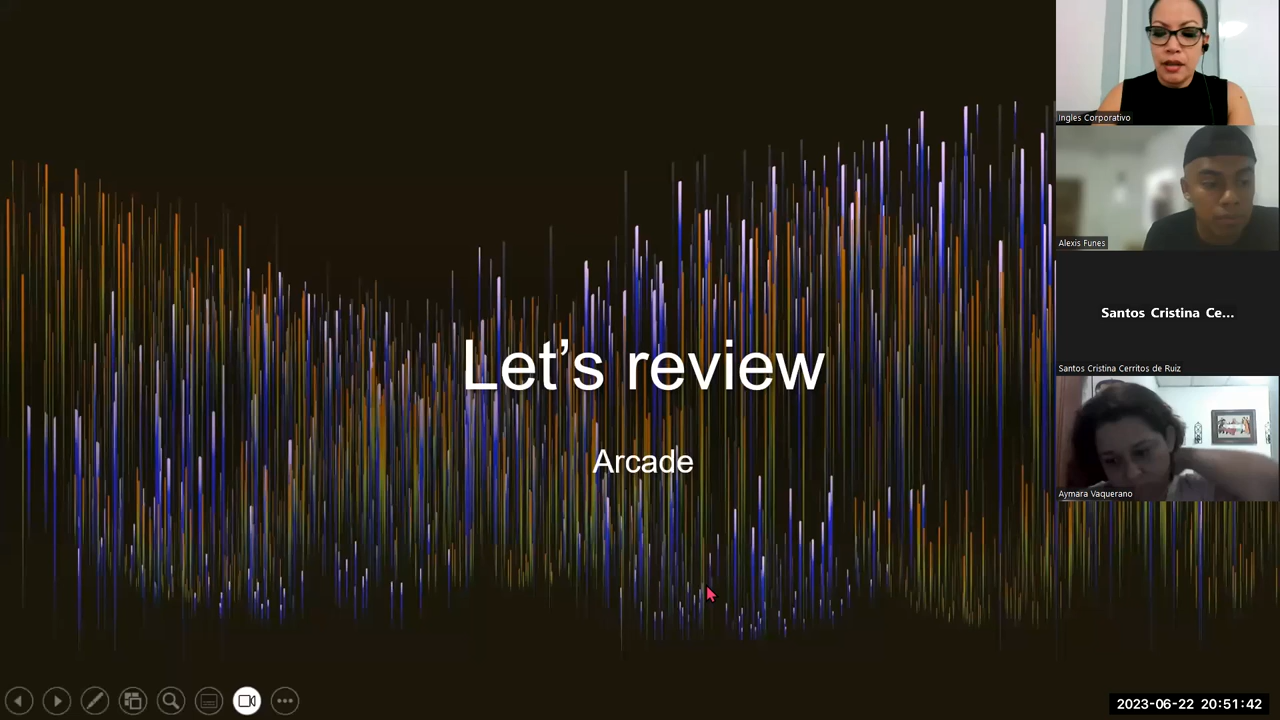 Let's review
Arcade
Ingles Corporativo
Alexis Funes
Santos Cristina Ce...
Santos Cristina Cerritos de Ruiz
Aymara Vaquerano
2023-06-22 20:51:42